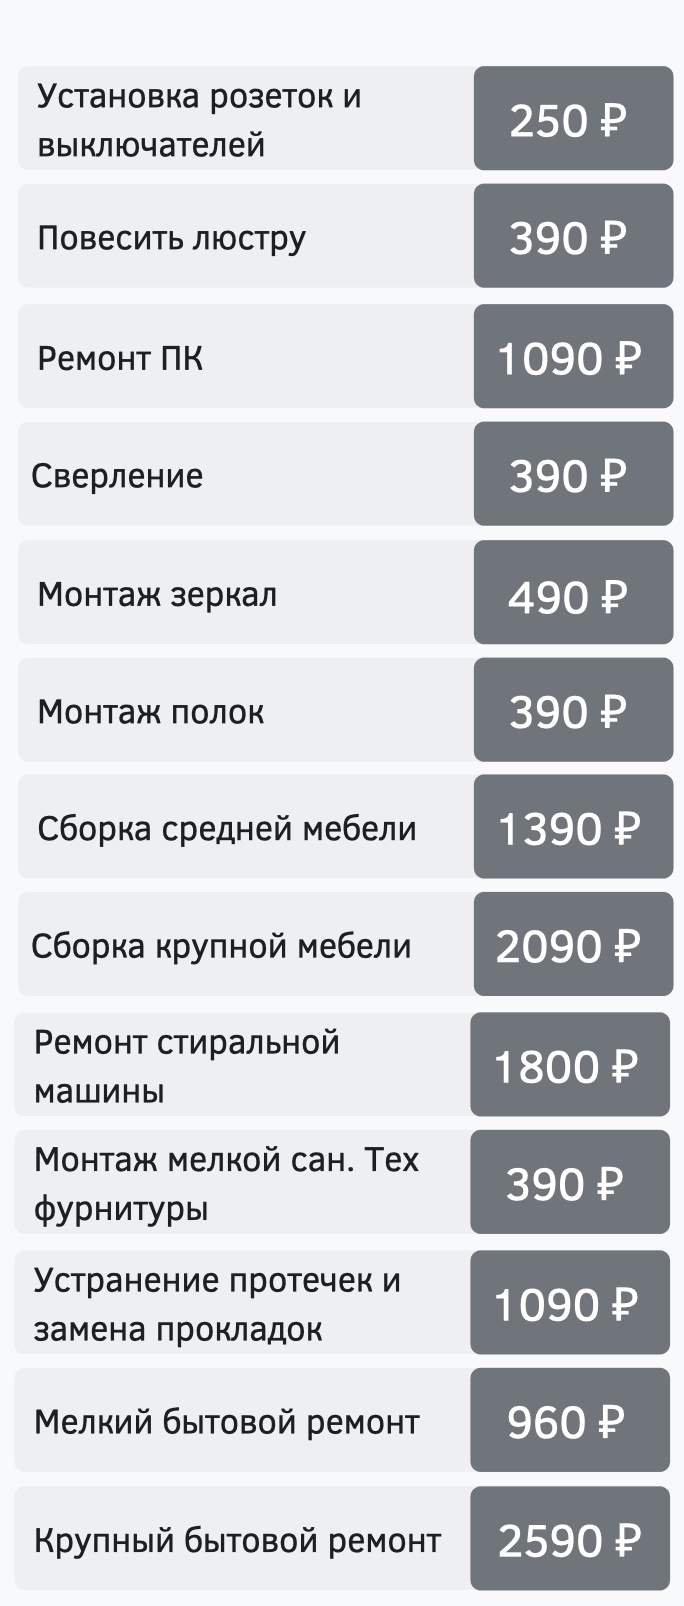 Установка розеток и
выключателей
250 ₽
Повесить люстру
390 ₽
Ремонт ПК
1090 ₽
Сверление
390 ₽
Монтаж зеркал
490 ₽
Монтаж полок
390 ₽
Сборка средней мебели
1390 ₽
Сборка крупной мебели
2090 ₽
Ремонт стиральной
машины
1800 ₽
Монтаж мелкой сан. Тех
фурнитуры
390 ₽
Устранение протечек и
замена прокладок
1090 ₽
Мелкий бытовой ремонт
960 ₽
Крупный бытовой ремонт
2590 ₽